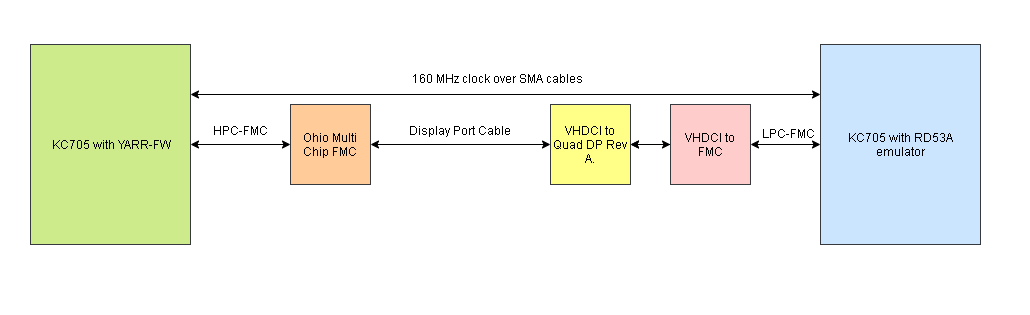 160 MHz clock over SMA cables
KC705 with YARR-FW
HPC-FMC
Ohio Multi
Chip FMC
Display Port Cable
VHDCI to
Quad DP Rev
A.
VHDCI to
FMC
LPC-FMC
KC705 with RD53A
emulator